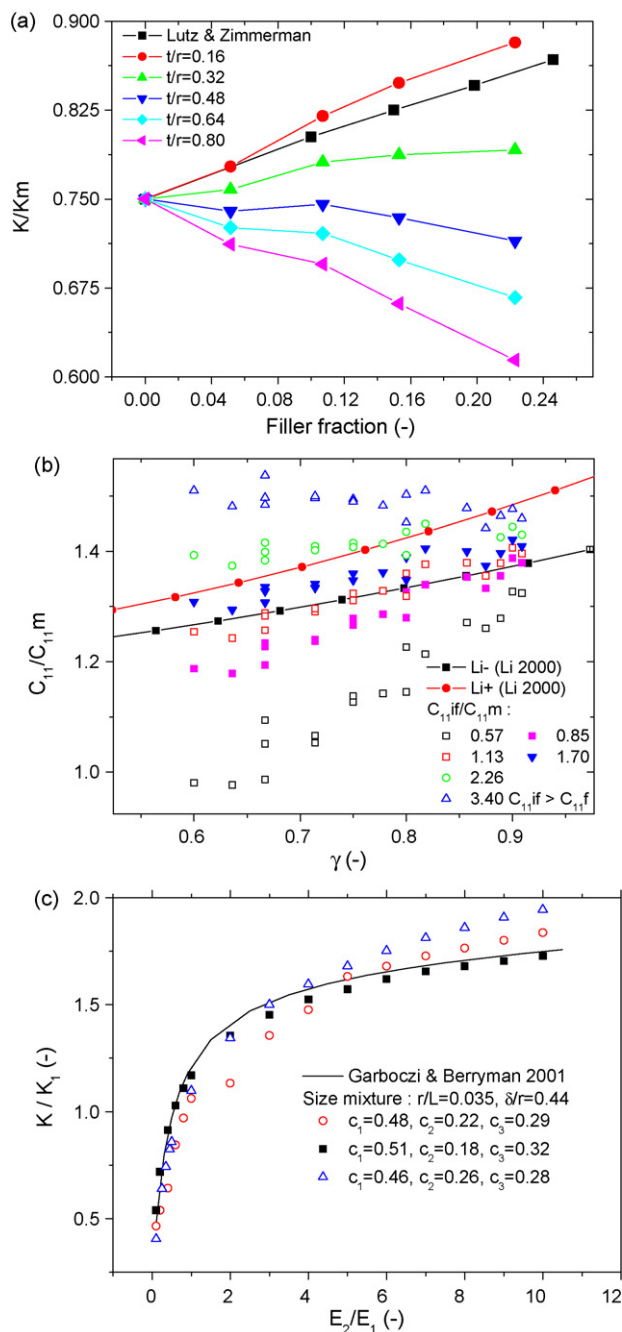 (a)
0.900
0.825
0.750
0.675
0.600
K/Km
Lutz & Zimmerman
t/r=0.16
t/r=0.32
t/r=0.48
t/r=0.64
t/r=0.80
0.00 0.04 0.08 0.12 0.16 0.20 0.24
Filler fraction (-)
(b)
1.4
1.2
1.0
C₁₁/C₁₁m
Li- (Li 2000)
Li+ (Li 2000)
C₁₁if/C₁₁m :
0.57 0.85
1.13 1.70
2.26
3.40 C₁₁if > C₁₁f
0.6 0.7 0.8 0.9
γ (-)
(c)
2.0
1.5
1.0
0.5
K / K₁ (-)
Garboczi & Berryman 2001
Size mixture : r/L=0.035, δ/r=0.44
c₁=0.48, c₂=0.22, c₃=0.29
c₁=0.51, c₂=0.18, c₃=0.32
c₁=0.46, c₂=0.26, c₃=0.28
0 2 4 6 8 10 12
E₂/E₁ (-)